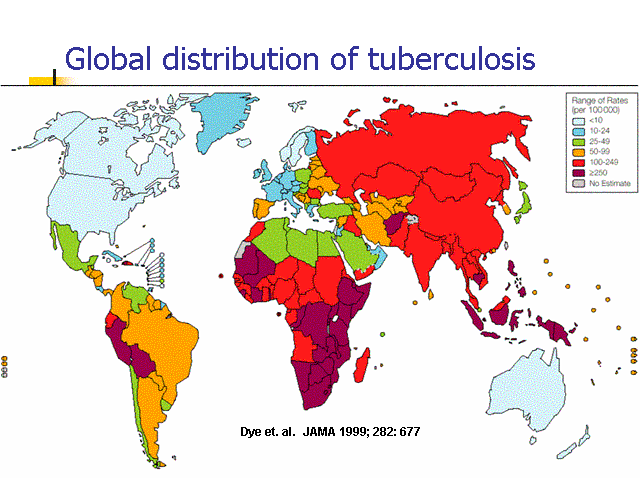 Global distribution of tuberculosis
Range of Rates
(per 100 000)
<10
10-24
25-49
50-99
100-249
≥250
No Estimate
Dye et. al.  JAMA 1999; 282: 677